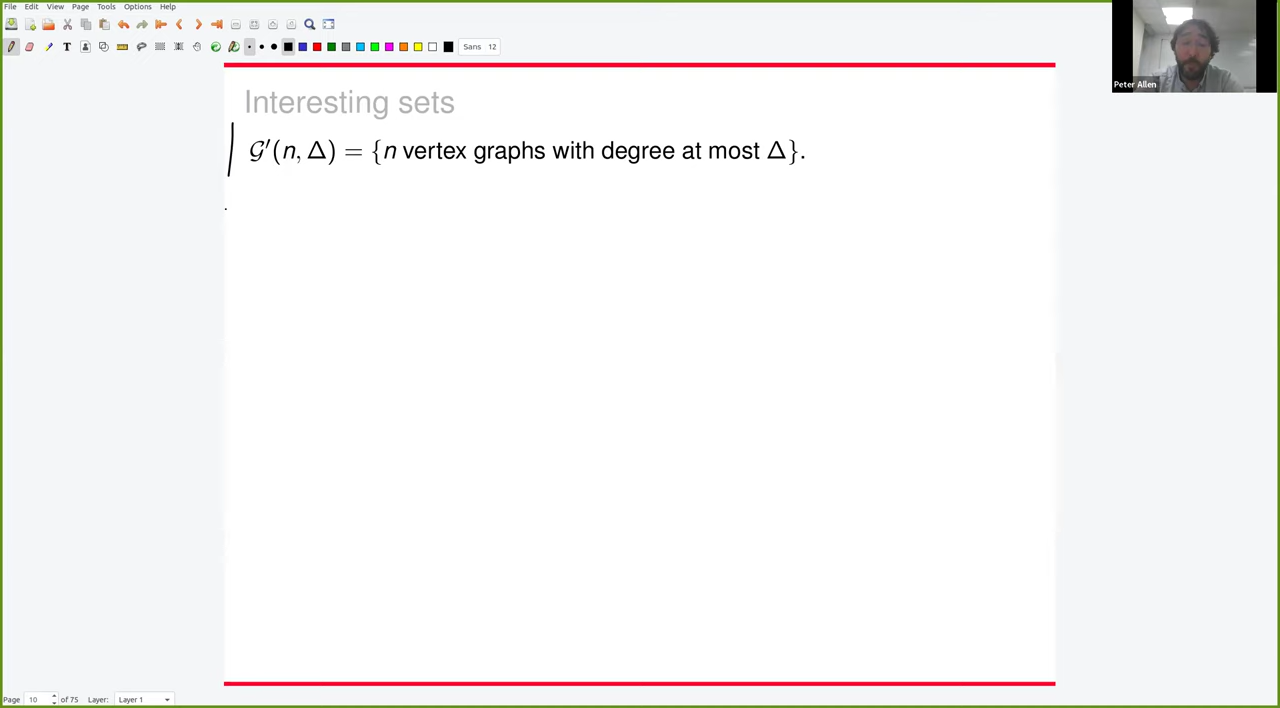 File Edit View Page Tools Options Help
T Sans 12
Peter Allen
Interesting sets
𝒢′(n, Δ) = {n vertex graphs with degree at most Δ}.
Page 10 of 75 Layer: Layer 1